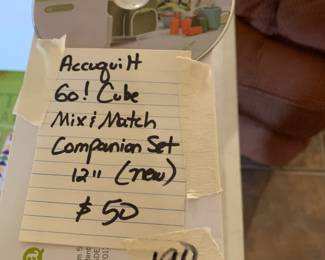 Accuquilt
Go! Cube
Mix & Match
Companion Set
12" (new)
$50